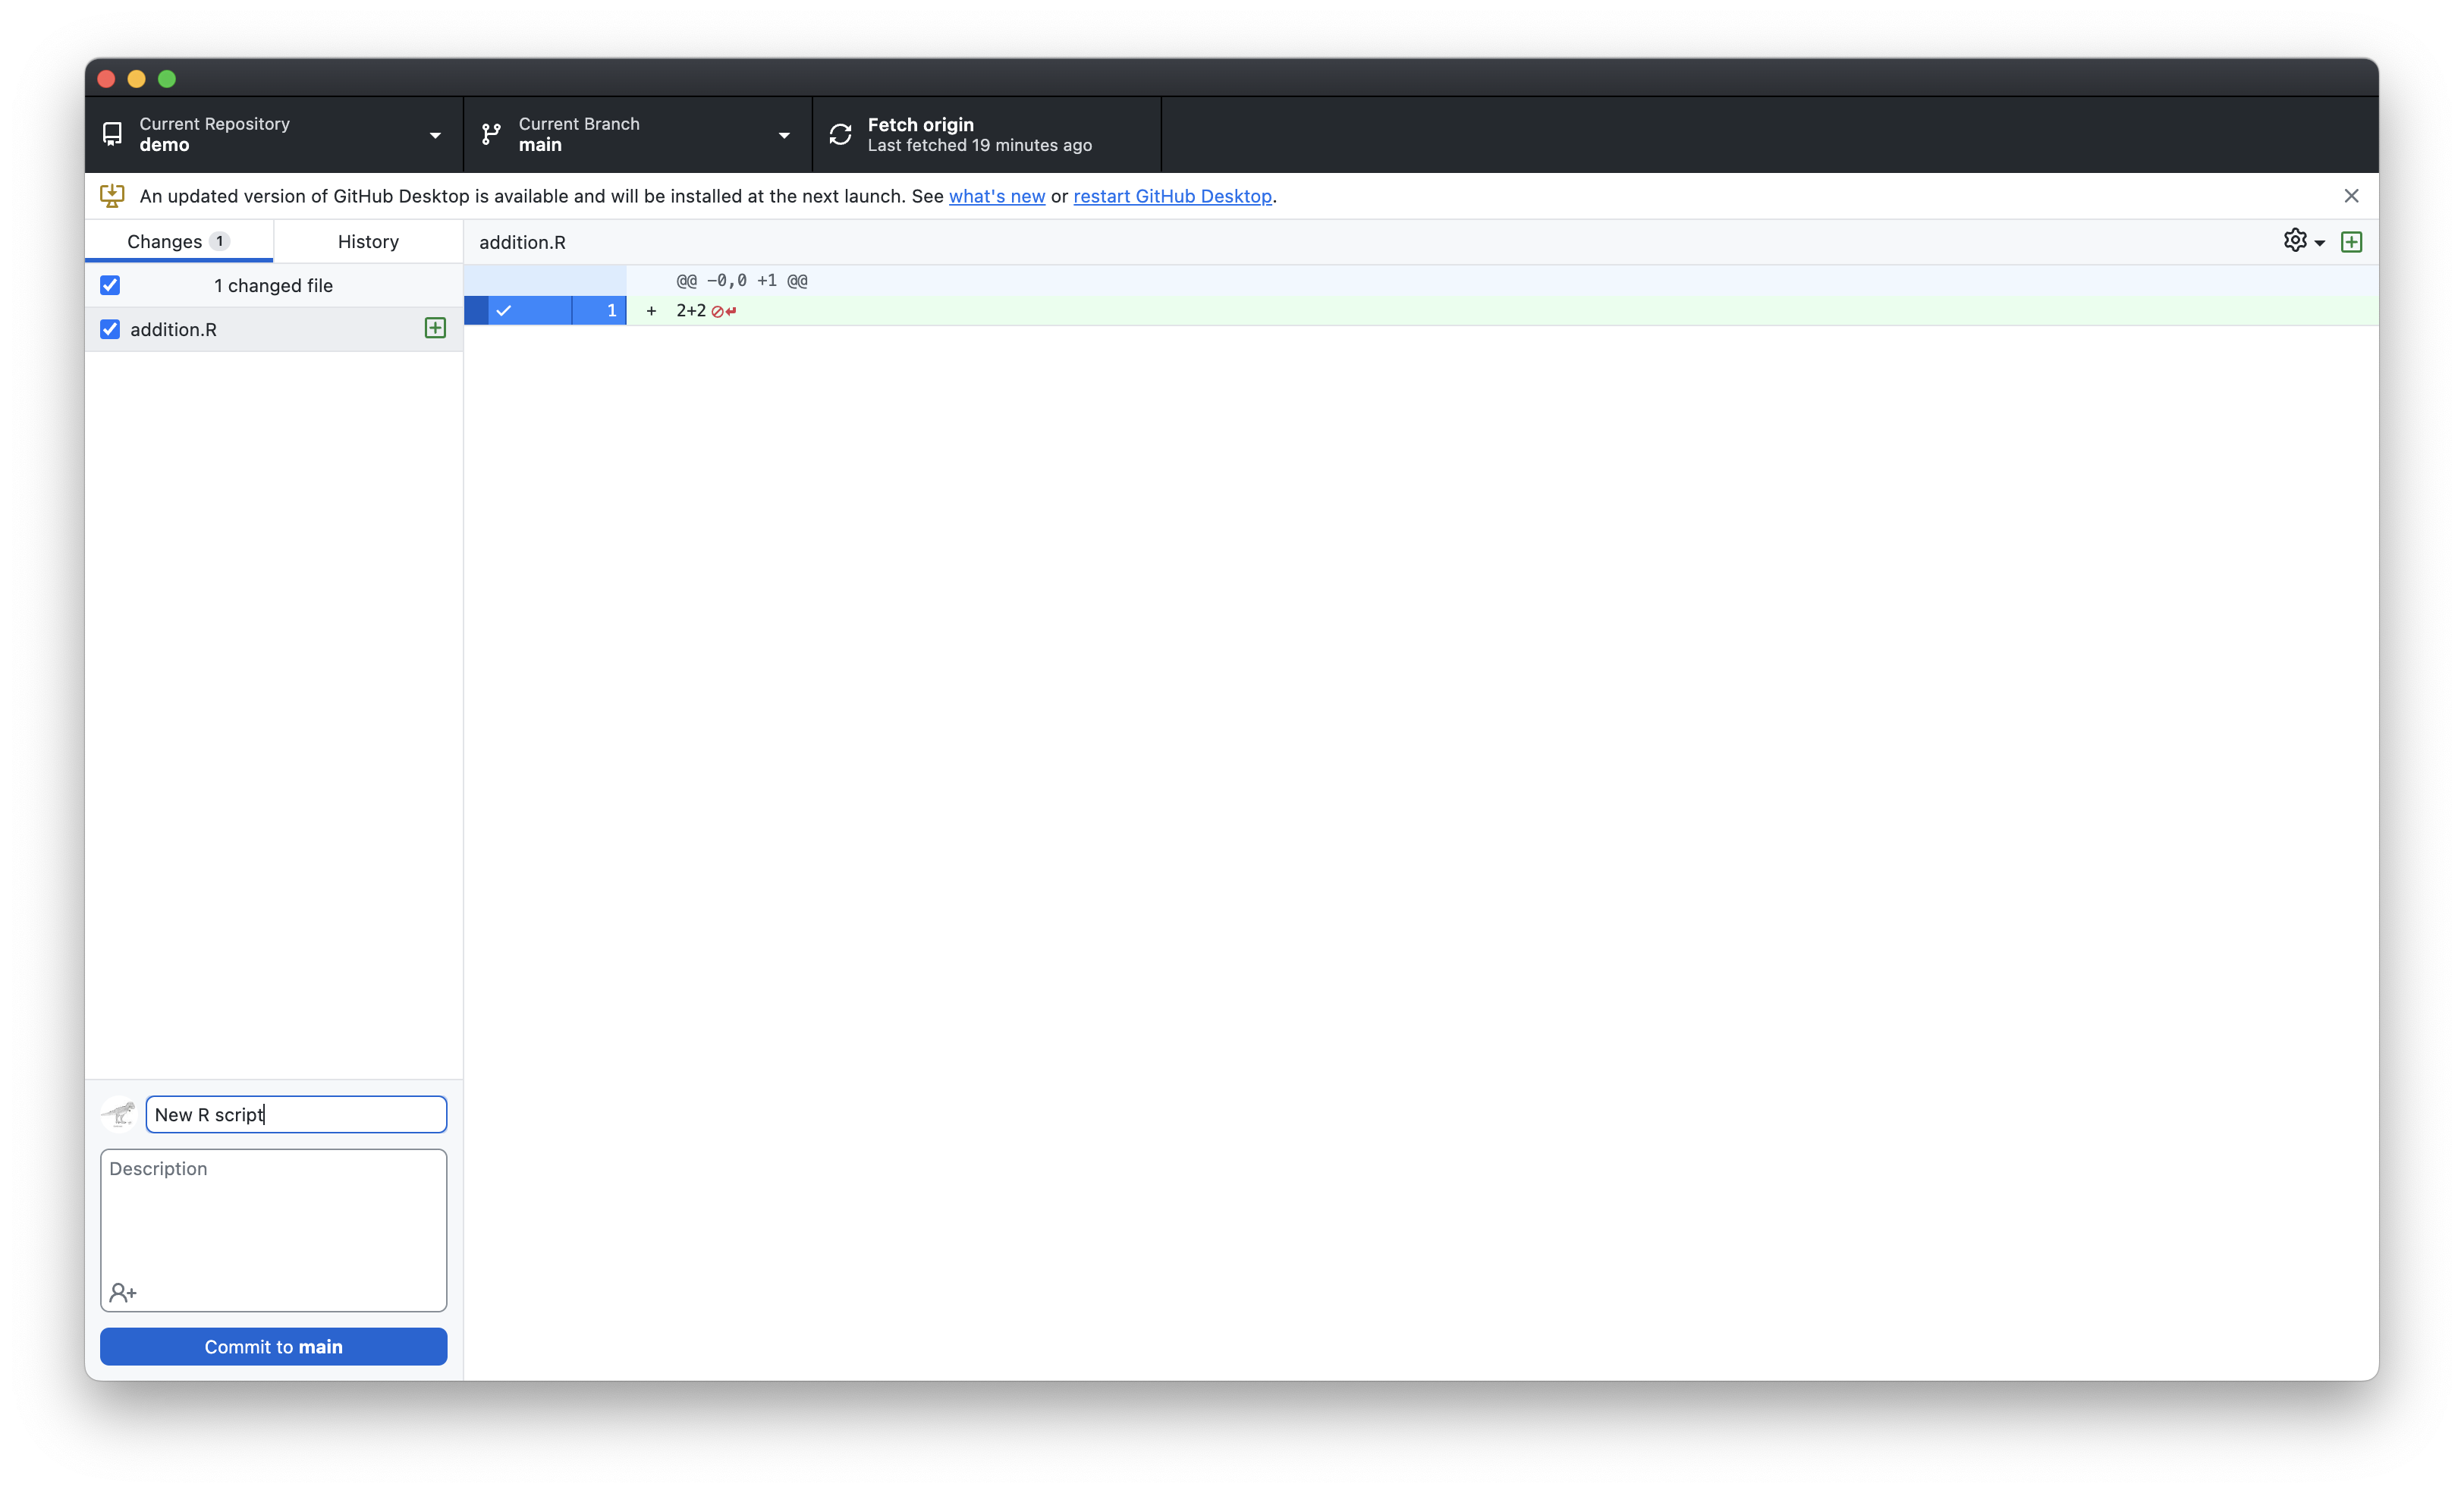 Current Repository
demo
Current Branch
main
Fetch origin
Last fetched 19 minutes ago
An updated version of GitHub Desktop is available and will be installed at the next launch. See what's new or restart GitHub Desktop.
Changes 1
History
1 changed file
addition.R
addition.R
@@ -0,0 +1 @@
1 + 2+2
New R script
Description
Commit to main